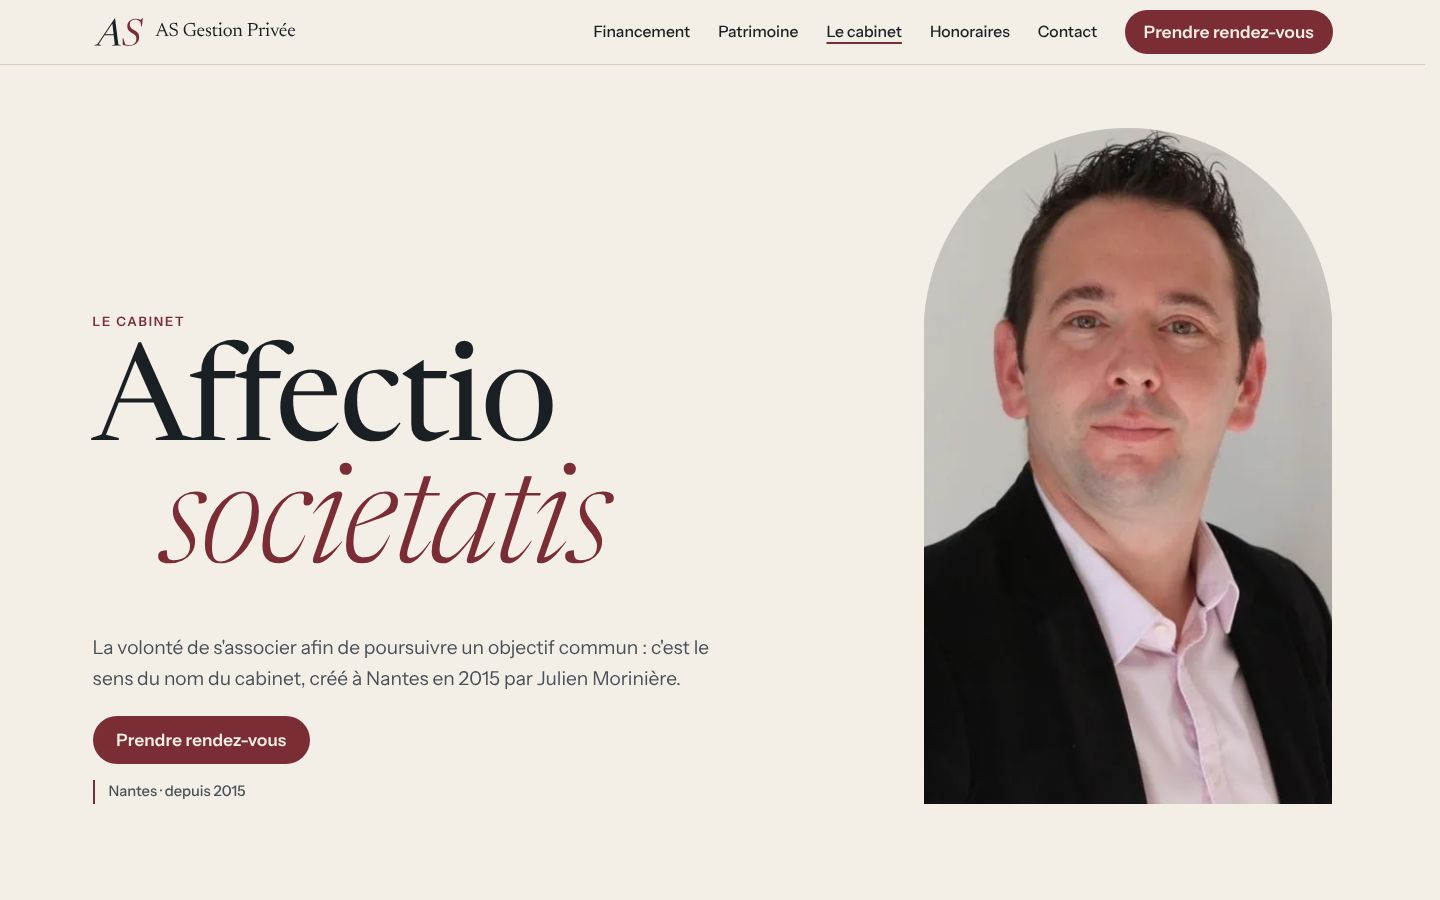 AS AS Gestion Privée
Financement Patrimoine Le cabinet Honoraires Contact Prendre rendez-vous
LE CABINET
Affectio
societatis
La volonté de s'associer afin de poursuivre un objectif commun : c'est le
sens du nom du cabinet, créé à Nantes en 2015 par Julien Morinière.
Prendre rendez-vous
Nantes · depuis 2015